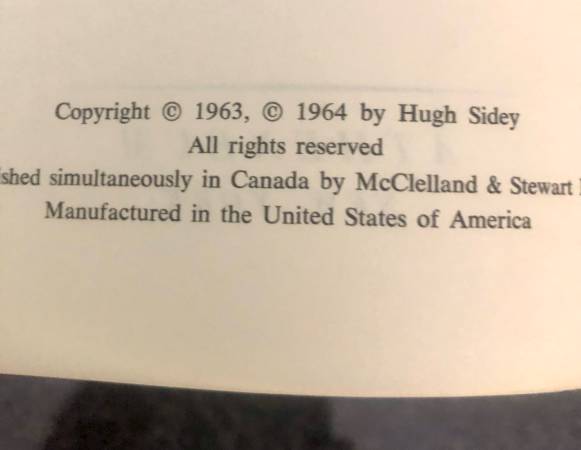 Copyright © 1963, © 1964 by Hugh Sidey
All rights reserved
ished simultaneously in Canada by McClelland & Stewart
Manufactured in the United States of America